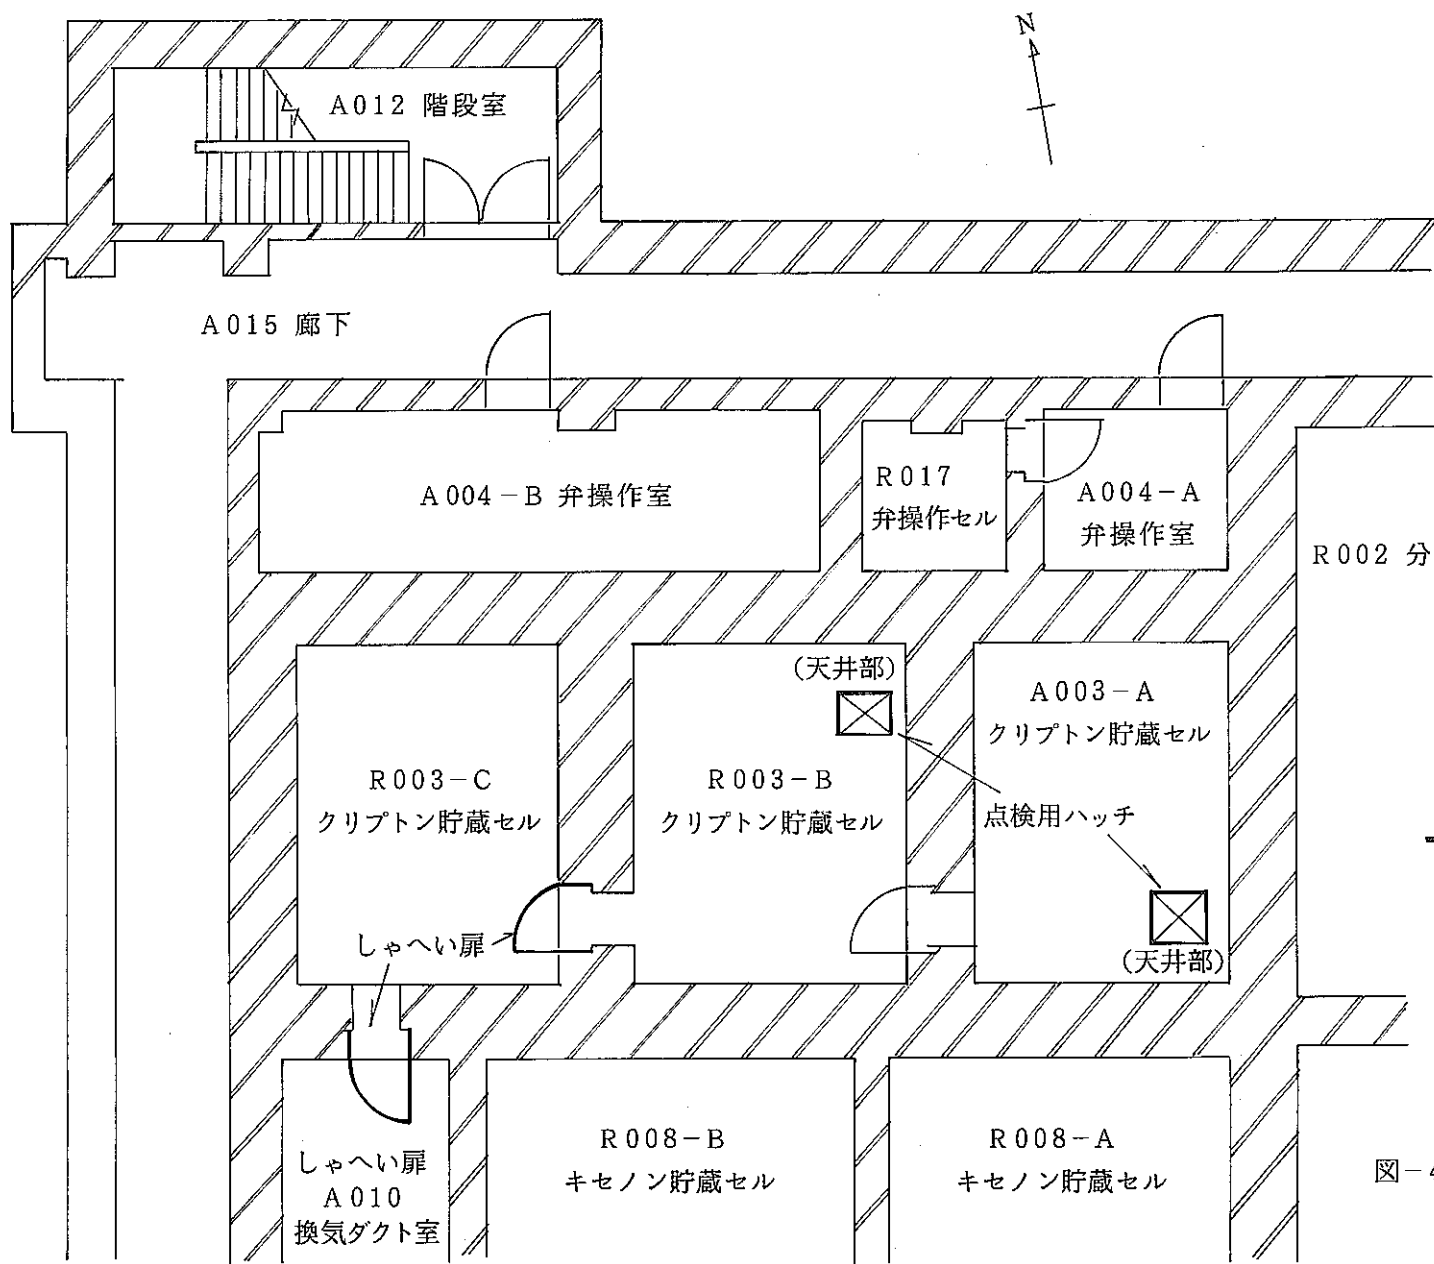 N
A012 階段室
A015 廊下
A004-B 弁操作室
R017
弁操作セル
A004-A
弁操作室
R002 分
(天井部)
A003-A
クリプトン貯蔵セル
R003-C
クリプトン貯蔵セル
R003-B
クリプトン貯蔵セル
点検用ハッチ
しゃへい扉
(天井部)
しゃへい扉
A010
換気ダクト室
R008-B
キセノン貯蔵セル
R008-A
キセノン貯蔵セル
図-4